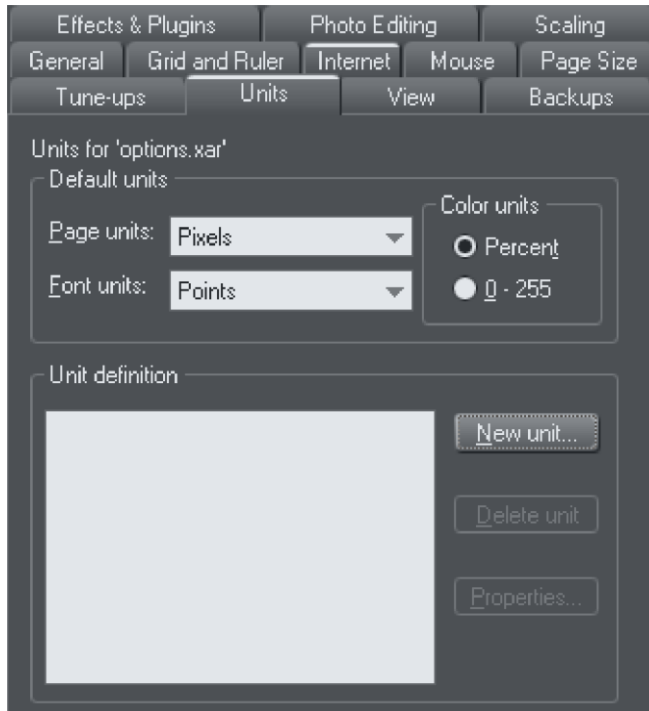 Effects & Plugins Photo Editing Scaling
General Grid and Ruler Internet Mouse Page Size
Tune-ups Units View Backups
Units for 'options.xar'
Default units
Page units: Pixels
Font units: Points
Color units
Percent
0 - 255
Unit definition
New unit...
Delete unit
Properties...